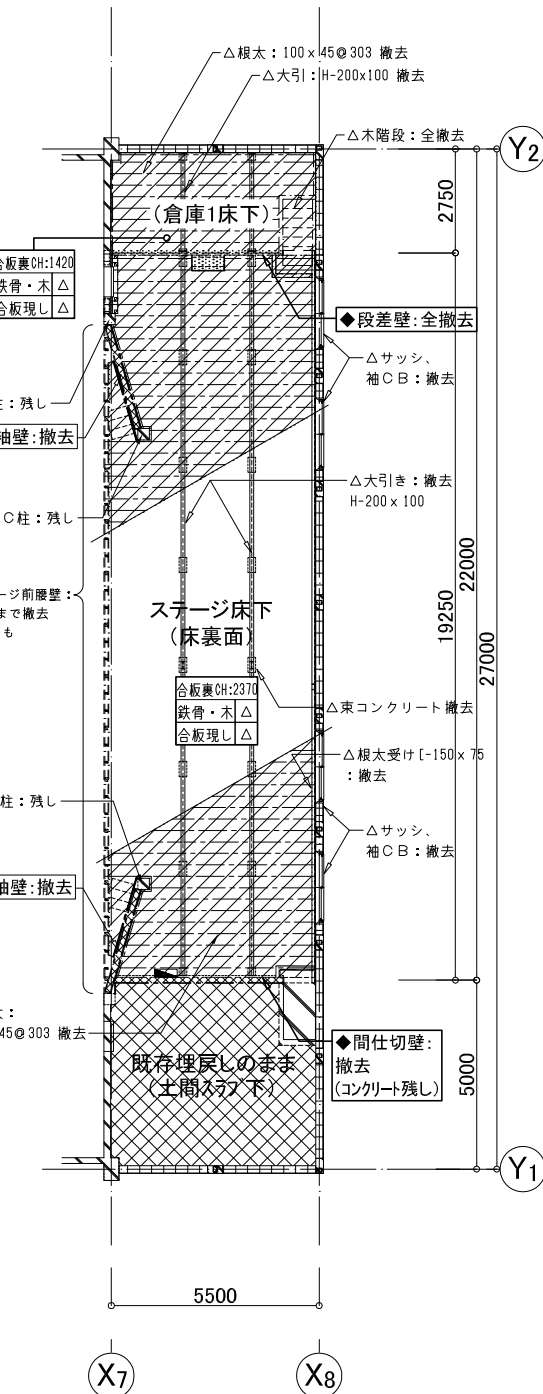 △根太：100ｘ45@303 撤去
△大引：H-200x100 撤去
△木階段：全撤去
Y2
2750
(倉庫1床下)
合板裏CH:1420
鉄骨・木 △
合板現し △
◆段差壁：全撤去
△サッシ、
袖ＣＢ：撤去
柱：残し
袖壁：撤去
△大引き：撤去
H-200ｘ100
Ｃ柱：残し
22000
19250
27000
ージ前腰壁：
まで撤去
も
ステージ床下
(床裏面)
合板裏CH:2370
鉄骨・木 △
合板現し △
△束コンクリート撤去
△根太受け[-150ｘ75
：撤去
柱：残し
△サッシ、
袖ＣＢ：撤去
袖壁：撤去
太：
45@303 撤去
◆間仕切壁：
撤去
(コンクリート残し)
既存埋戻しのまま
(土間スラブ下)
5000
Y1
5500
X7
X8